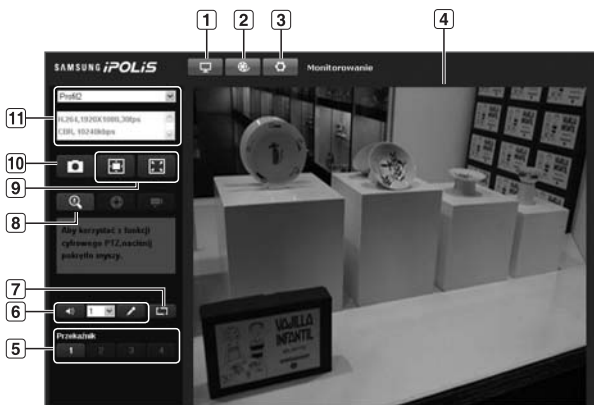 1
2
3
4
SAMSUNG iPOLiS
Monitorowanie
11
Profil2
H.264,1920X1080,30fps
CBR, 10240kbps
10
9
8
Aby korzystać z funkcji
cyfrowego PTZ,naciśnij
pokrętło myszy.
7
6
1
5
Przekaźnik
1 2 3 4
VAJILLA
INFANTIL